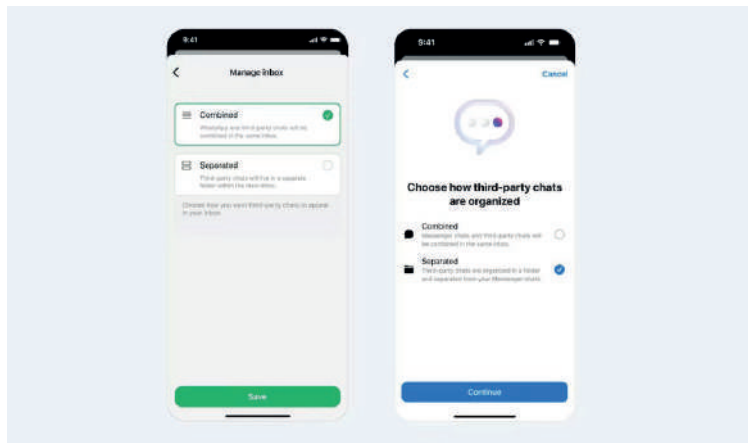 9:41
Manage inbox
Combined
WhatsApp and third-party chats will be
combined in the same inbox.
Separated
Third-party chats will live in a separate
folder within the main inbox.
Choose how you want third-party chats to appear
in your inbox.
Save
9:41
Cancel
Choose how third-party chats
are organized
Combined
Messenger chats and third-party chats will
be combined in the same inbox.
Separated
Third-party chats are organized in a folder
and separated from your Messenger chats.
Continue